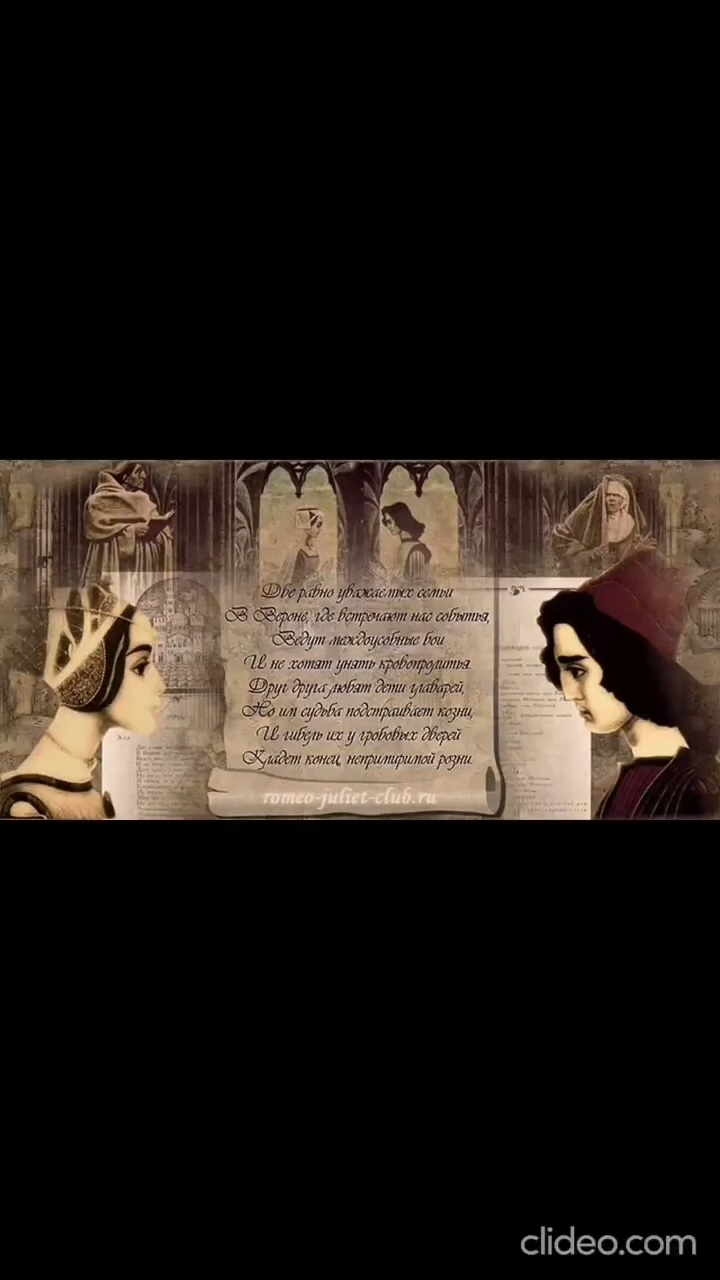 Две равно уважаемых семьи
В Вероне, где встречают нас событья,
Ведут междоусобные бои
И не хотят унять кровопролитья.
Друг друга любят дети главарей,
Но им судьба подстраивает козни,
И гибель их у гробовых дверей
Кладет конец непримиримой розни.
romeo-juliet-club.ru
clideo.com